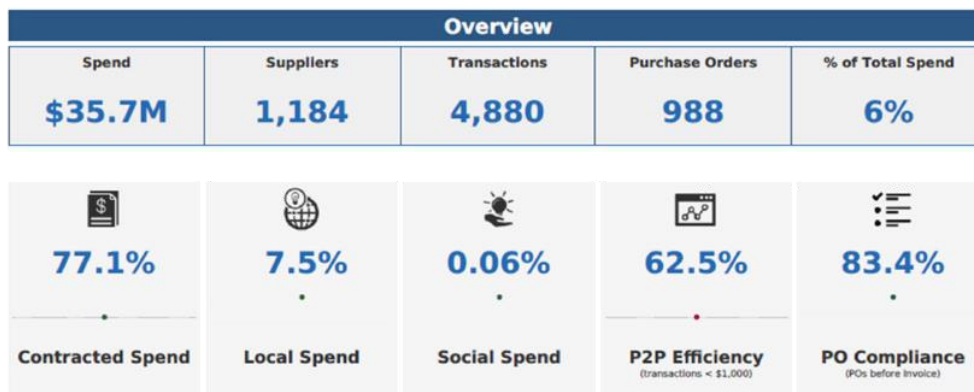 Overview
Spend Suppliers Transactions Purchase Orders % of Total Spend
$35.7M 1,184 4,880 988 6%
$
77.1% 7.5% 0.06% 62.5% 83.4%
Contracted Spend Local Spend Social Spend P2P Efficiency PO Compliance
(transactions < $1,000) (POs before Invoice)